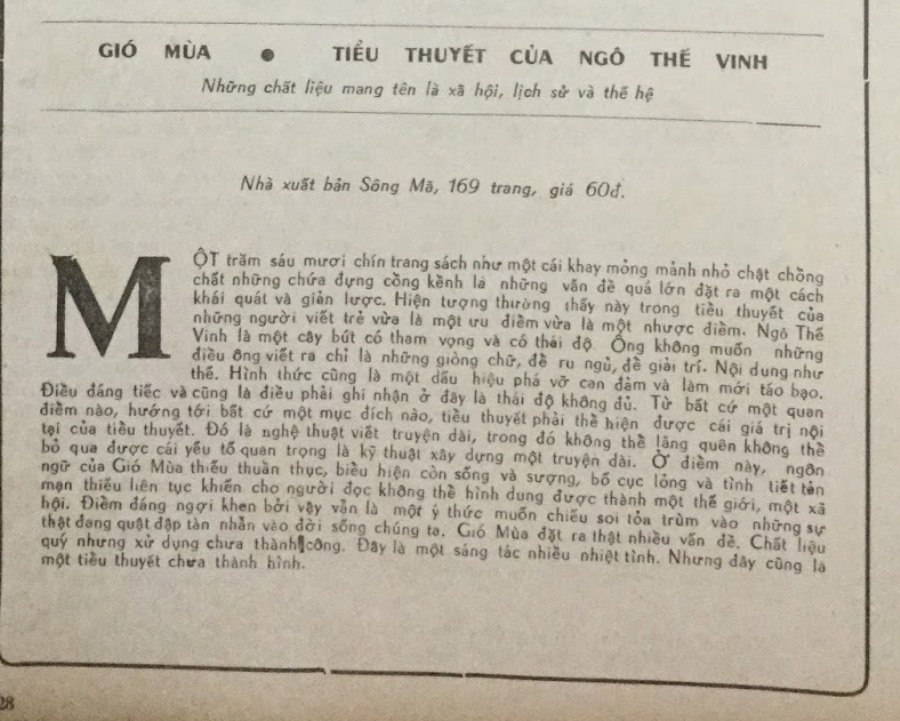 GIÓ MÙA ● TIỂU THUYẾT CỦA NGÔ THẾ VINH
Những chất liệu mang tên là xã hội, lịch sử và thế hệ
Nhà xuất bản Sông Mã, 169 trang, giá 60đ.
MỘT trăm sáu mươi chín trang sách như một cái khay mỏng mảnh nhỏ chật chồng
chất những chứa đựng cồng kềnh là những vấn đề quá lớn đặt ra một cách
khái quát và giản lược. Hiện tượng thường thấy này trong tiểu thuyết của
những người viết trẻ vừa là một ưu điểm vừa là một nhược điểm. Ngô Thế
Vinh là một cây bút có tham vọng và có thái độ. Ông không muốn những
điều ông viết ra chỉ là những giòng chữ, để ru ngủ, để giải trí. Nội dung như
thế. Hình thức cũng là một dấu hiệu phá vỡ can đảm và làm mới táo bạo.
Điều đáng tiếc và cũng là điều phải ghi nhận ở đây là thái độ không đủ. Từ bất cứ một quan
điểm nào, hướng tới bất cứ một mục đích nào, tiểu thuyết phải thể hiện được cái giá trị nội
tại của tiểu thuyết. Đó là nghệ thuật viết truyện dài, trong đó không thể lãng quên không thể
bỏ qua được cái yếu tố quan trọng là kỹ thuật xây dựng một truyện dài. Ở điểm này, ngôn
ngữ của Gió Mùa thiếu thuần thục, biểu hiện còn sống và sượng, bố cục lỏng và tình tiết tản
mạn thiếu liên tục khiến cho người đọc không thể hình dung được thành một thế giới, một xã
hội. Điểm đáng ngợi khen bởi vậy vẫn là một ý thức muốn chiếu soi tỏa trùm vào những sự
thật đang quật đập tàn nhẫn vào đời sống chúng ta. Gió Mùa đặt ra thật nhiều vấn đề. Chất liệu
quý nhưng xử dụng chưa thành công. Đây là một sáng tác nhiều nhiệt tình. Nhưng đây cũng là
một tiểu thuyết chưa thành hình.
28